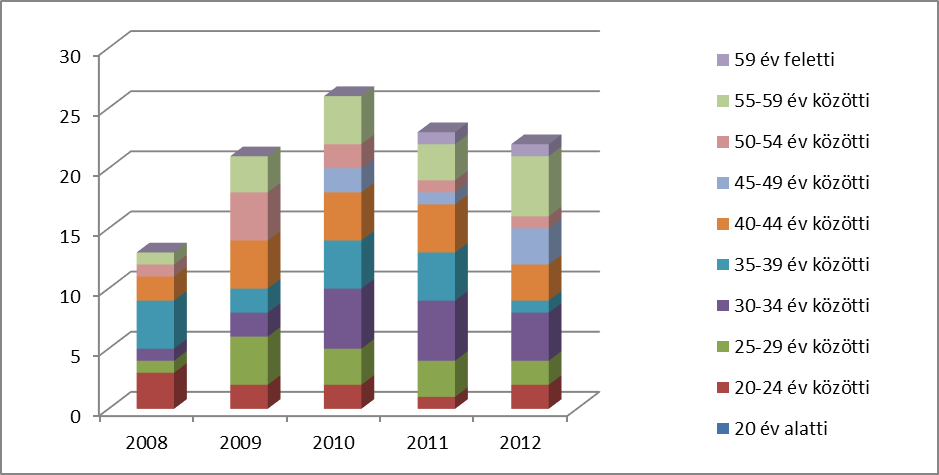 30
25
20
15
10
5
0
2008 2009 2010 2011 2012
59 év feletti
55-59 év közötti
50-54 év közötti
45-49 év közötti
40-44 év közötti
35-39 év közötti
30-34 év közötti
25-29 év közötti
20-24 év közötti
20 év alatti